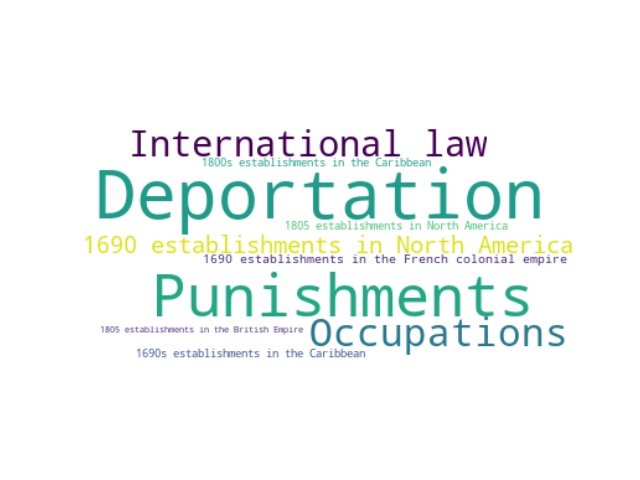 International law
1800s establishments in the Caribbean
Deportation
1805 establishments in North America
1690 establishments in North America
1690 establishments in the French colonial empire
Punishments
1805 establishments in the British Empire
Occupations
1690s establishments in the Caribbean